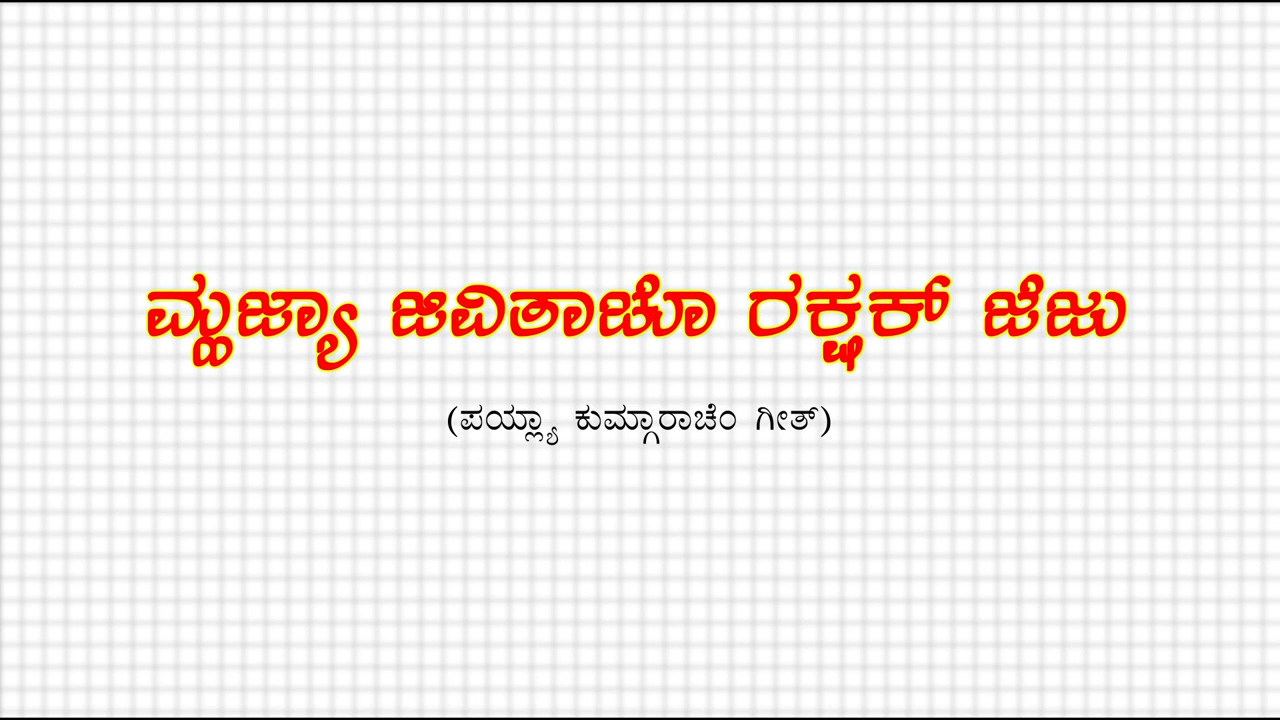 ಮ್ಹಜ್ಯಾ ಜಿವಿತಾಚೊ ರಕ್ಷಕ್ ಜೆಜು
(ಪಯ್ಲ್ಯಾ ಕುಮ್ಗಾರಾಚೆಂ ಗೀತ್)